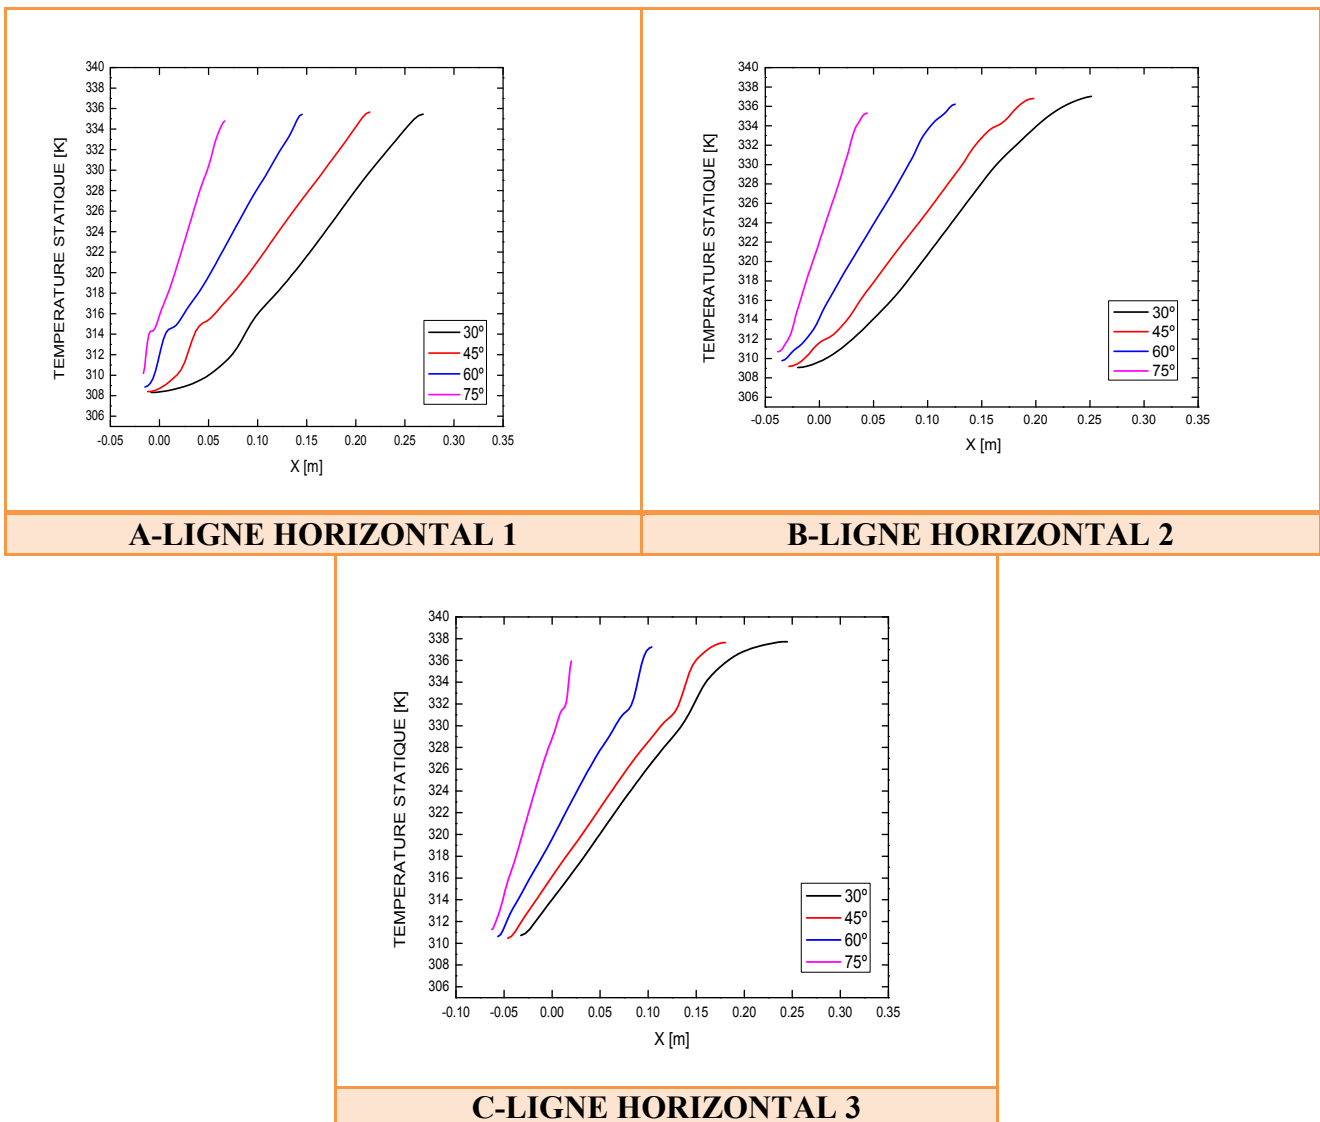 340
338
336
334
332
330
328
326
324
322
320
318
316
314
312
310
308
306
-0.05 0.00 0.05 0.10 0.15 0.20 0.25 0.30 0.35
TEMPERATURE STATIQUE [K]
X [m]
30º
45º
60º
75º
A-LIGNE HORIZONTAL 1
340
338
336
334
332
330
328
326
324
322
320
318
316
314
312
310
308
306
-0.05 0.00 0.05 0.10 0.15 0.20 0.25 0.30 0.35
TEMPERATURE STATIQUE [K]
X [m]
30º
45º
60º
75º
B-LIGNE HORIZONTAL 2
340
338
336
334
332
330
328
326
324
322
320
318
316
314
312
310
308
306
-0.10 -0.05 0.00 0.05 0.10 0.15 0.20 0.25 0.30 0.35
TEMPERATURE STATIQUE [K]
X [m]
30º
45º
60º
75º
C-LIGNE HORIZONTAL 3